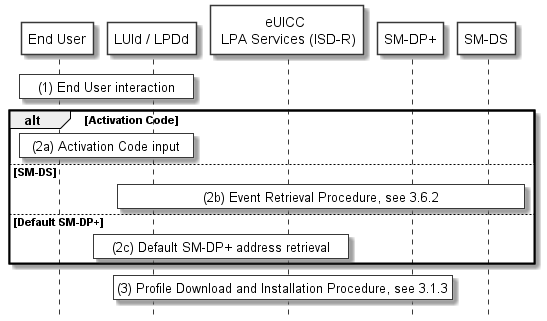 End User
LUId / LPDd
eUICC
LPA Services (ISD-R)
SM-DP+
SM-DS
(1) End User interaction
alt
[Activation Code]
(2a) Activation Code input
[SM-DS]
(2b) Event Retrieval Procedure, see 3.6.2
[Default SM-DP+]
(2c) Default SM-DP+ address retrieval
(3) Profile Download and Installation Procedure, see 3.1.3